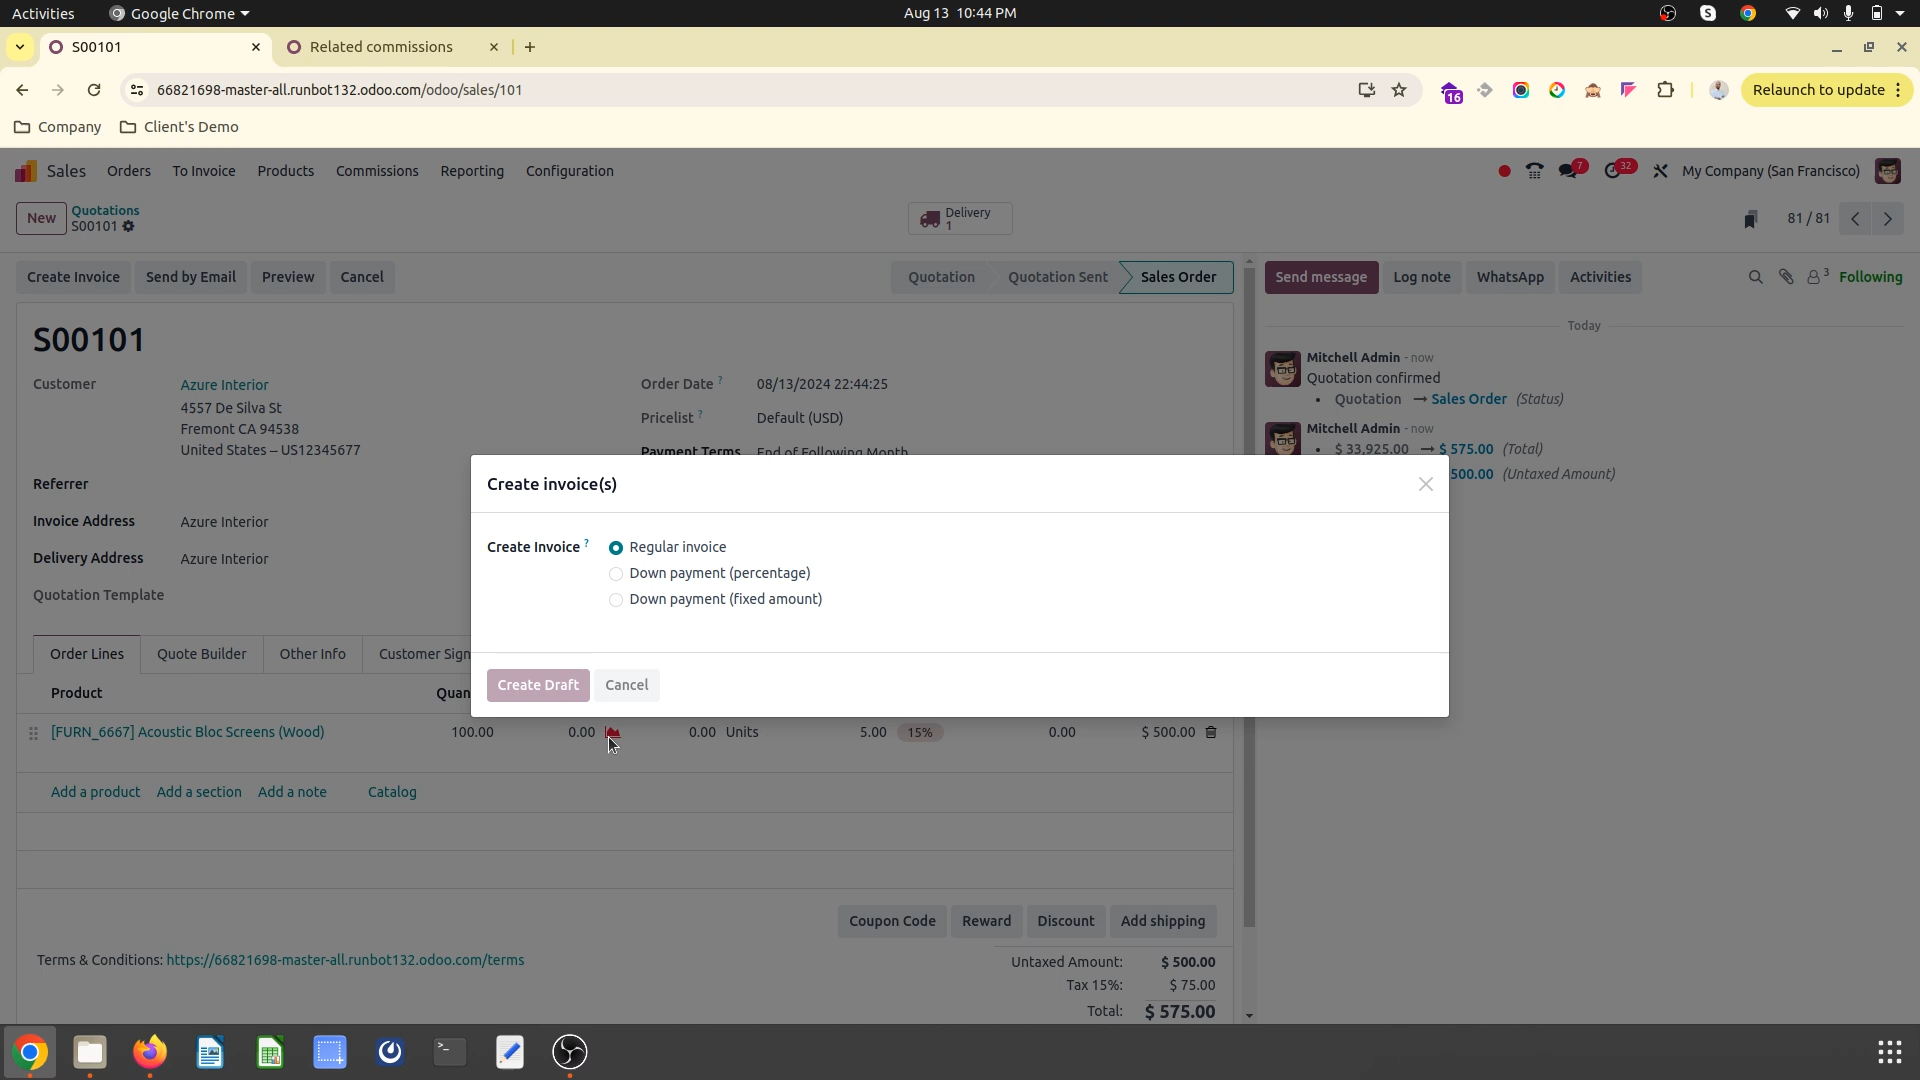 Activities
Google Chrome
Aug 13 10:44 PM
S
S00101
Related commissions
66821698-master-all.runbot132.odoo.com/odoo/sales/101
16
Relaunch to update
Company
Client's Demo
Sales
Orders
To Invoice
Products
Commissions
Reporting
Configuration
7
32
My Company (San Francisco)
New
Quotations
S00101
Delivery
1
81 / 81
Create Invoice
Send by Email
Preview
Cancel
Quotation
Quotation Sent
Sales Order
Send message
Log note
WhatsApp
Activities
3
Following
S00101
Today
Customer
Azure Interior
4557 De Silva St
Fremont CA 94538
United States – US12345677
Order Date ?
08/13/2024 22:44:25
Pricelist ?
Default (USD)
Payment Terms
End of Following Month
Mitchell Admin - now
Quotation confirmed
• Quotation → Sales Order (Status)
Mitchell Admin - now
• $ 33,925.00 → $ 575.00 (Total)
500.00 (Untaxed Amount)
Referrer
Invoice Address
Azure Interior
Delivery Address
Azure Interior
Quotation Template
Create invoice(s)
Create Invoice ?
Regular invoice
Down payment (percentage)
Down payment (fixed amount)
Create Draft
Cancel
Order Lines
Quote Builder
Other Info
Customer Sign
Product
Quan
[FURN_6667] Acoustic Bloc Screens (Wood)
100.00
0.00
0.00
Units
5.00
15%
0.00
$ 500.00
Add a product
Add a section
Add a note
Catalog
Coupon Code
Reward
Discount
Add shipping
Terms & Conditions: https://66821698-master-all.runbot132.odoo.com/terms
Untaxed Amount: $ 500.00
Tax 15%: $ 75.00
Total: $ 575.00